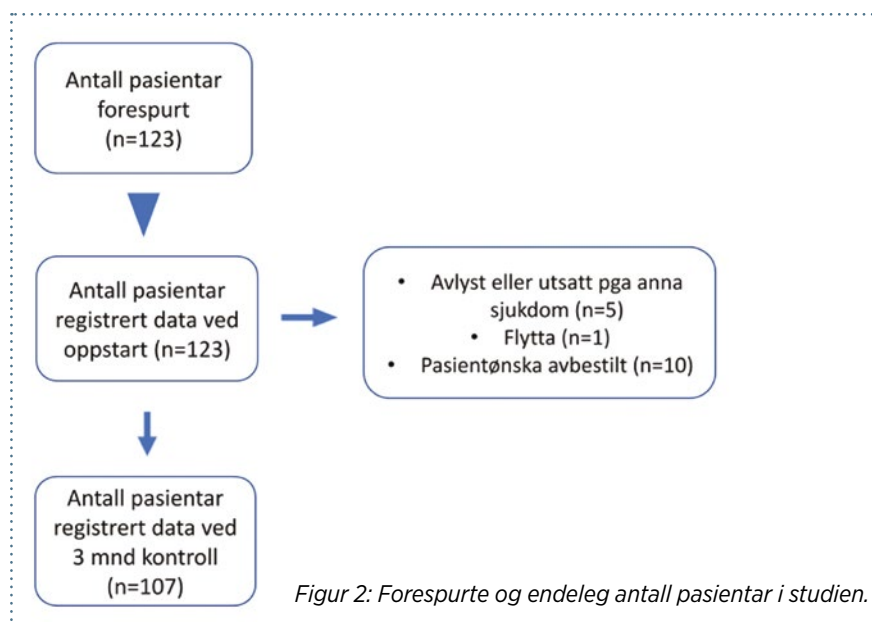 Antall pasientar
forespurt
(n=123)
Antall pasientar
registrert data ved
oppstart (n=123)
• Avlyst eller utsatt pga anna
sjukdom (n=5)
• Flytta (n=1)
• Pasientønska avbestilt (n=10)
Antall pasientar
registrert data ved
3 mnd kontroll
(n=107)
Figur 2: Forespurte og endeleg antall pasientar i studien.